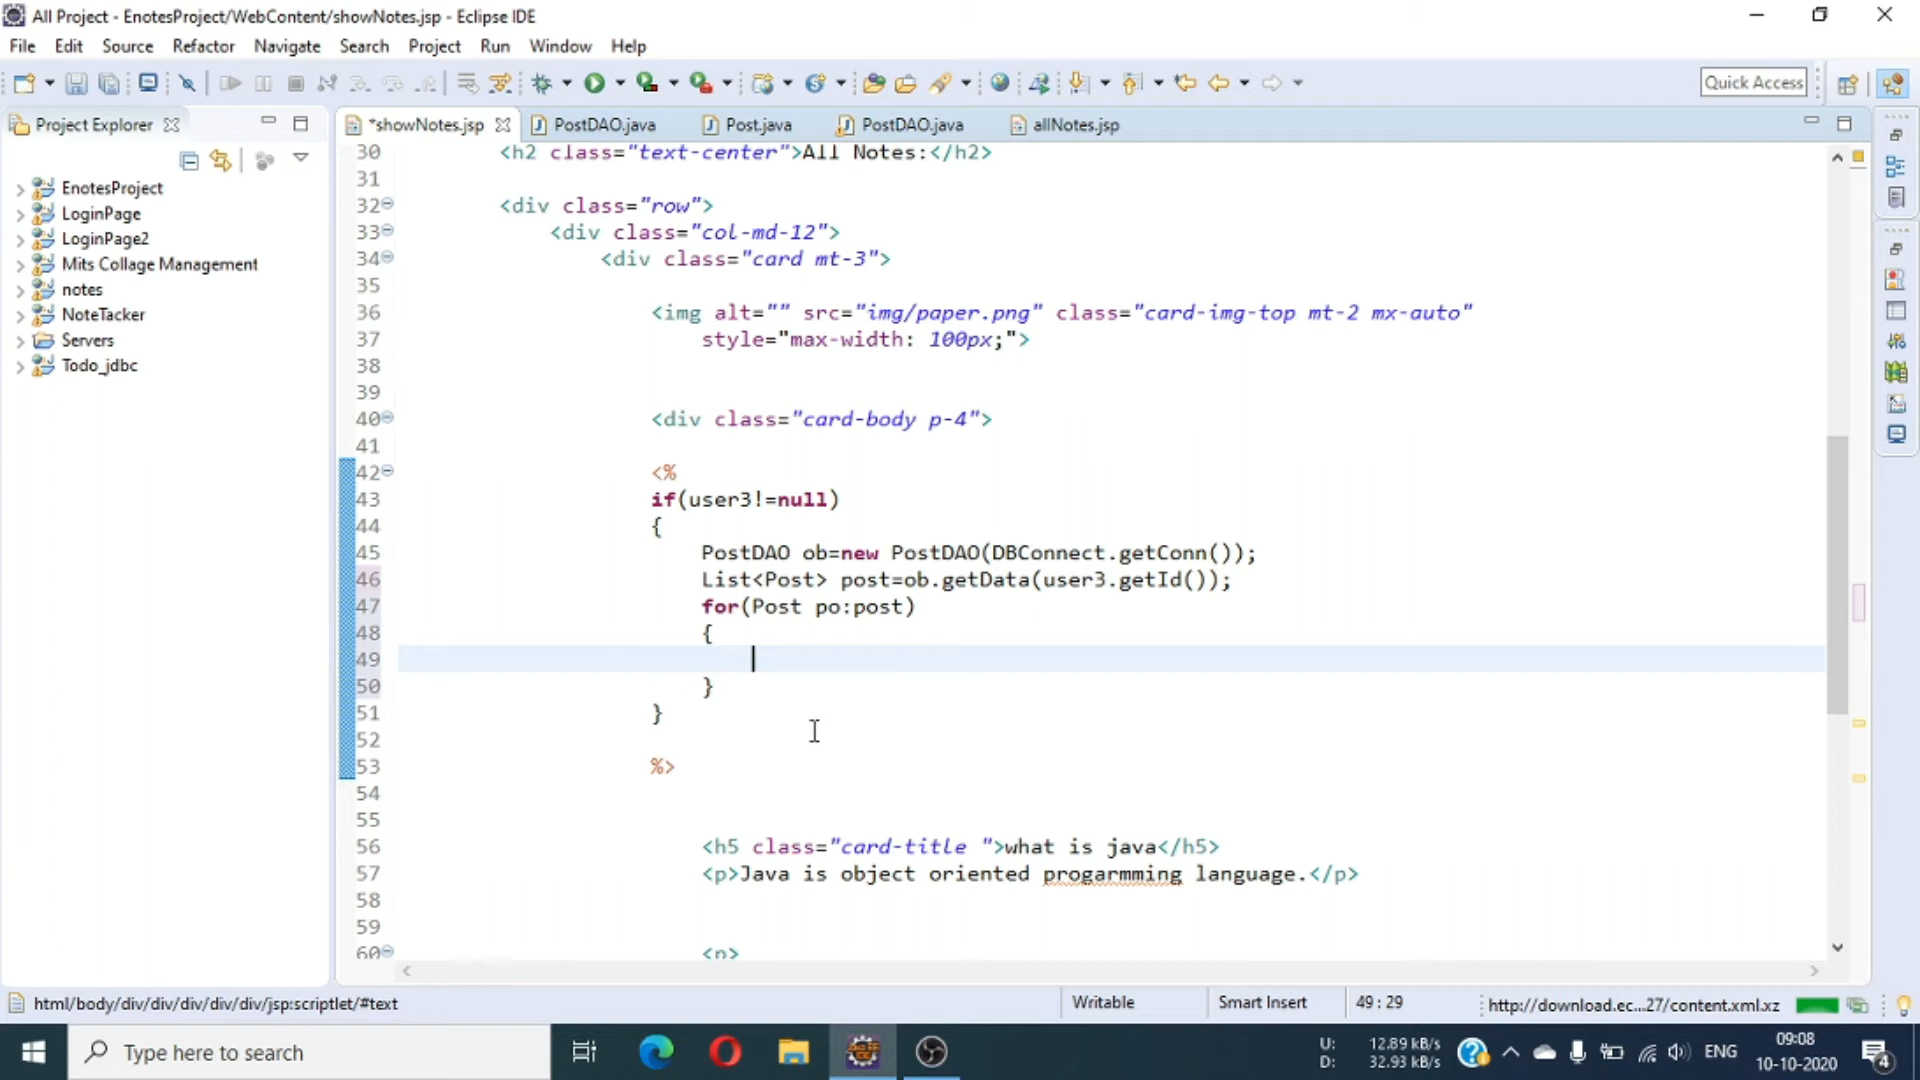 All Project - EnotesProject/WebContent/showNotes.jsp - Eclipse IDE
File Edit Source Refactor Navigate Search Project Run Window Help
Quick Access
Project Explorer
*showNotes.jsp PostDAO.java Post.java PostDAO.java allNotes.jsp
EnotesProject
LoginPage
LoginPage2
Mits Collage Management
notes
NoteTacker
Servers
Todo_jdbc
30 <h2 class="text-center">All Notes:</h2>
31
32 <div class="row">
33 <div class="col-md-12">
34 <div class="card mt-3">
35
36 <img alt="" src="img/paper.png" class="card-img-top mt-2 mx-auto"
37 style="max-width: 100px;">
38
39
40 <div class="card-body p-4">
41
42 <%
43 if(user3!=null)
44 {
45 PostDAO ob=new PostDAO(DBConnect.getConn());
46 List<Post> post=ob.getData(user3.getId());
47 for(Post po:post)
48 {
49
50 }
51 }
52
53 %>
54
55
56 <h5 class="card-title ">what is java</h5>
57 <p>Java is object oriented progarmming language.</p>
58
59
60 <p>
html/body/div/div/div/div/div/jsp:scriptlet/#text Writable Smart Insert 49 : 29 http://download.ec...27/content.xml.xz
Type here to search
U: 12.89 kB/s
D: 32.93 kB/s
ENG
09:08
10-10-2020
4